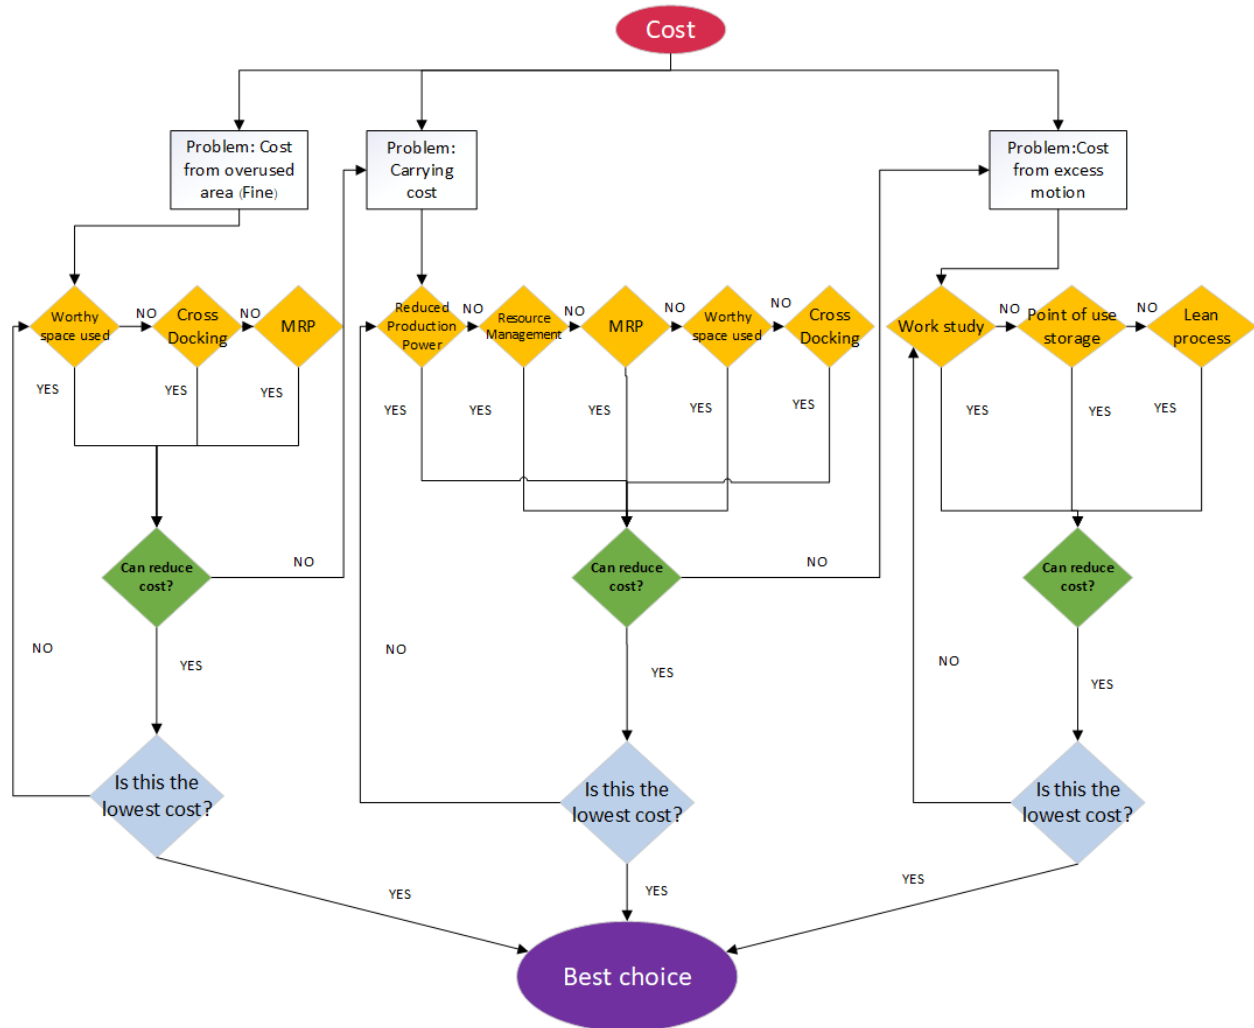 Cost
Problem: Cost
from overused
area (Fine)
Problem:
Carrying
cost
Problem:Cost
from excess
motion
Worthy
space used
NO
Cross
Docking
NO
MRP
Reduced
Production
Power
NO
Resource
Management
NO
MRP
NO
Worthy
space used
NO
Cross
Docking
Work study
NO
Point of use
storage
NO
Lean
process
YES
YES
YES
YES
YES
YES
YES
YES
YES
YES
YES
Can reduce
cost?
NO
Can reduce
cost?
NO
Can reduce
cost?
NO
YES
NO
YES
NO
YES
Is this the
lowest cost?
Is this the
lowest cost?
Is this the
lowest cost?
YES
YES
YES
Best choice